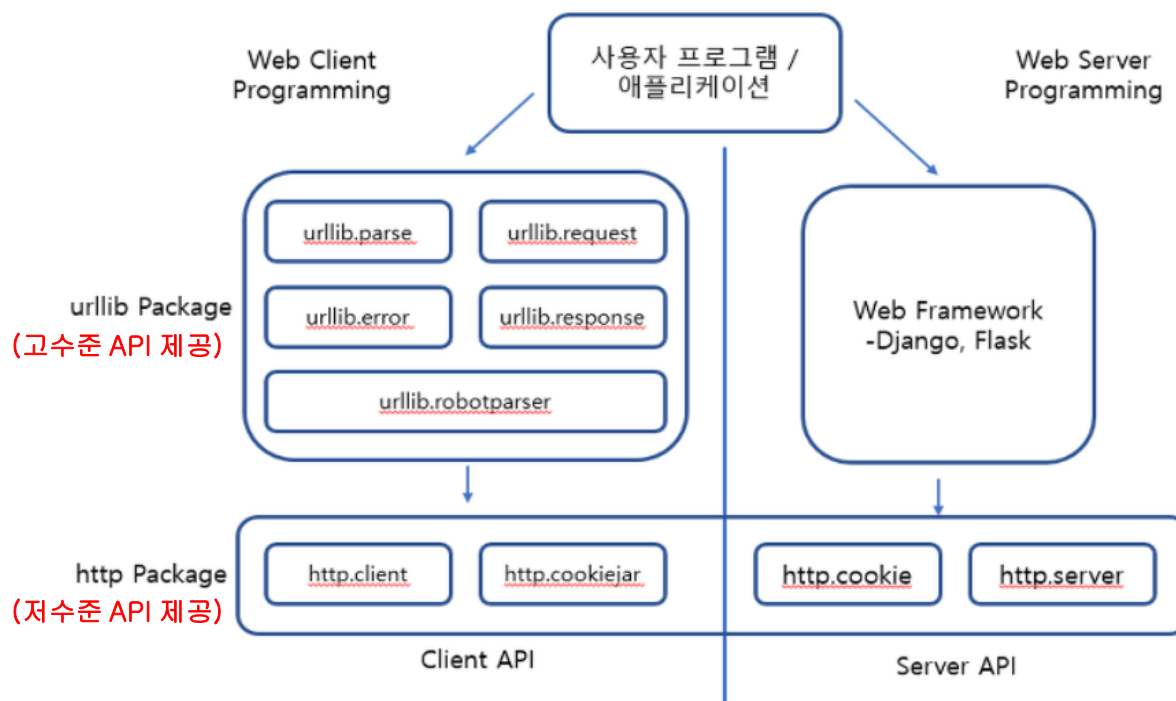 Web Client
Programming
사용자 프로그램 /
애플리케이션
Web Server
Programming
urllib Package
(고수준 API 제공)
urllib.parse
urllib.request
urllib.error
urllib.response
urllib.robotparser
Web Framework
-Django, Flask
http Package
(저수준 API 제공)
http.client
http.cookiejar
http.cookie
http.server
Client API
Server API